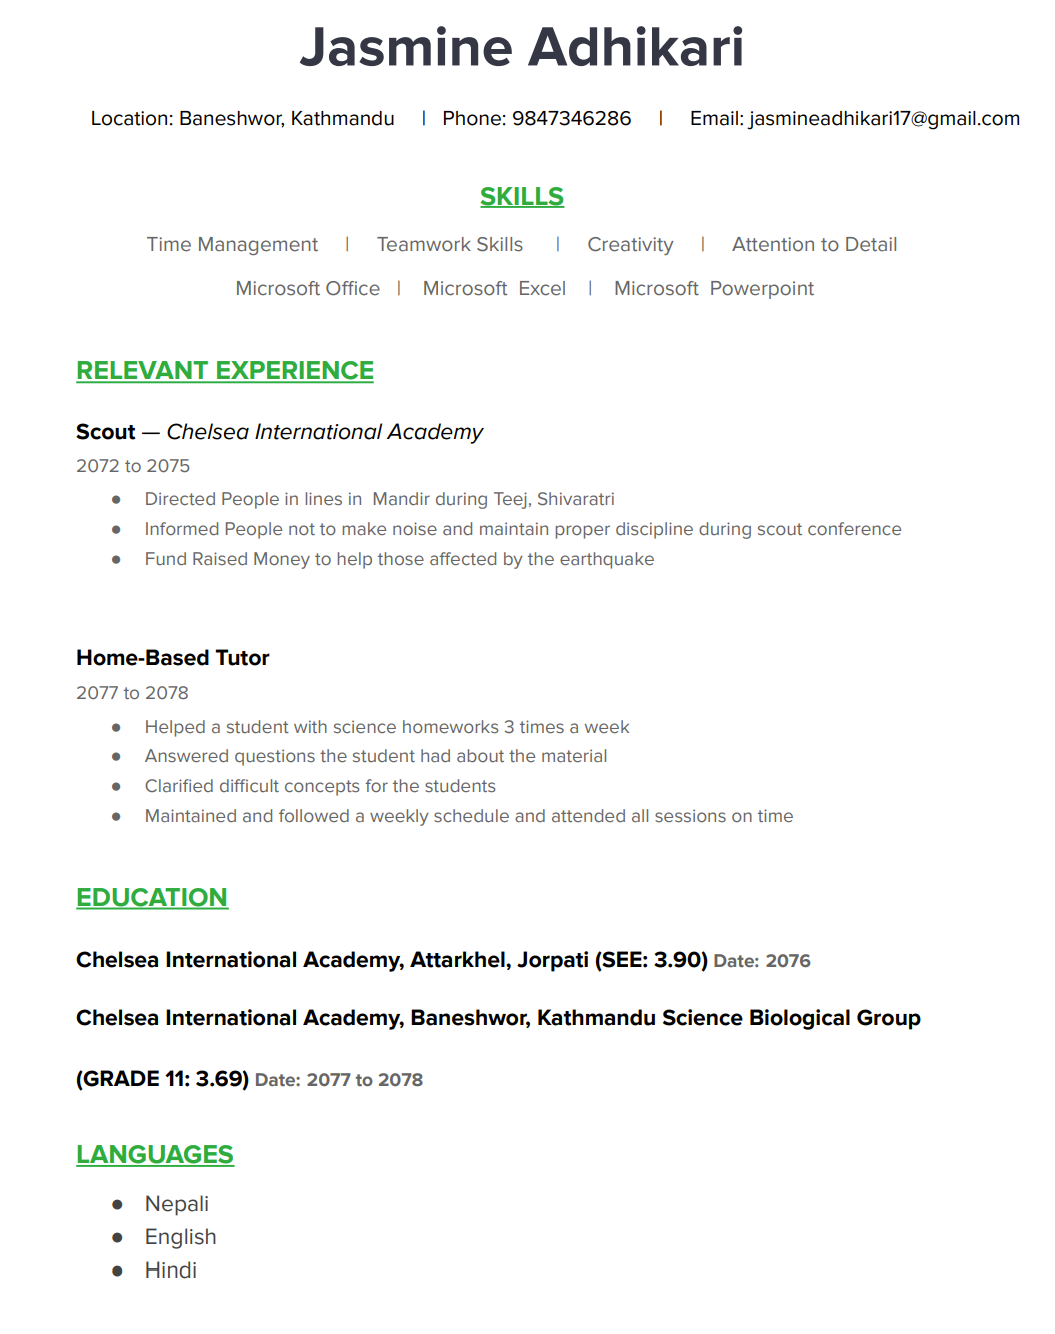 Jasmine Adhikari
Location: Baneshwor, Kathmandu | Phone: 9847346286 | Email: jasmineadhikari17@gmail.com
SKILLS
Time Management | Teamwork Skills | Creativity | Attention to Detail
Microsoft Office | Microsoft Excel | Microsoft Powerpoint
RELEVANT EXPERIENCE
Scout — Chelsea International Academy
2072 to 2075
● Directed People in lines in Mandir during Teej, Shivaratri
● Informed People not to make noise and maintain proper discipline during scout conference
● Fund Raised Money to help those affected by the earthquake
Home-Based Tutor
2077 to 2078
● Helped a student with science homeworks 3 times a week
● Answered questions the student had about the material
● Clarified difficult concepts for the students
● Maintained and followed a weekly schedule and attended all sessions on time
EDUCATION
Chelsea International Academy, Attarkhel, Jorpati (SEE: 3.90) Date: 2076
Chelsea International Academy, Baneshwor, Kathmandu Science Biological Group
(GRADE 11: 3.69) Date: 2077 to 2078
LANGUAGES
● Nepali
● English
● Hindi